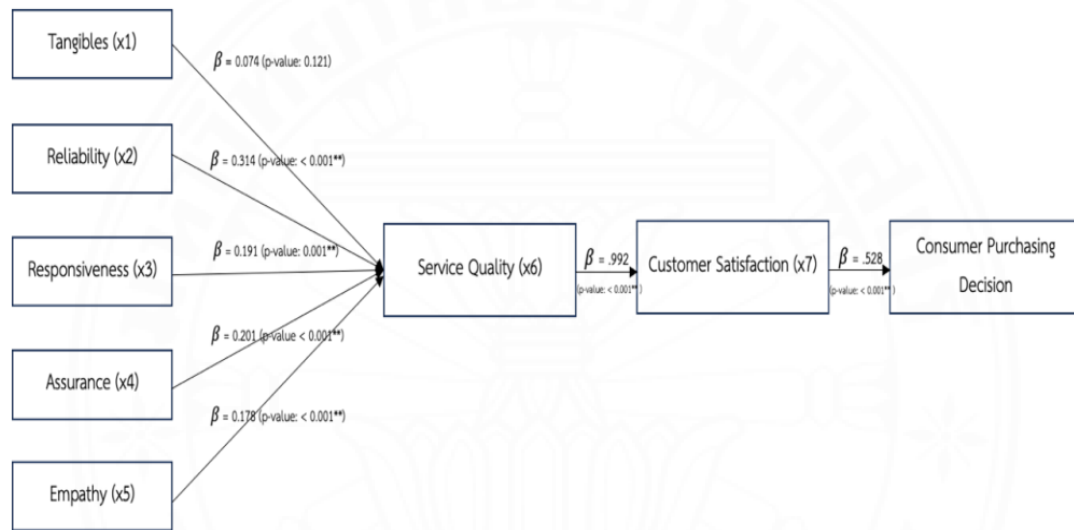 Tangibles (x1)
β = 0.074 (p-value: 0.121)
Reliability (x2)
β = 0.314 (p-value: < 0.001**)
Responsiveness (x3)
β = 0.191 (p-value: 0.001**)
Service Quality (x6)
β = .992
(p-value: < 0.001** )
Customer Satisfaction (x7)
β = .528
(p-value: < 0.001** )
Consumer Purchasing
Decision
Assurance (x4)
β = 0.201 (p-value < 0.001**)
Empathy (x5)
β = 0.178 (p-value: < 0.001**)